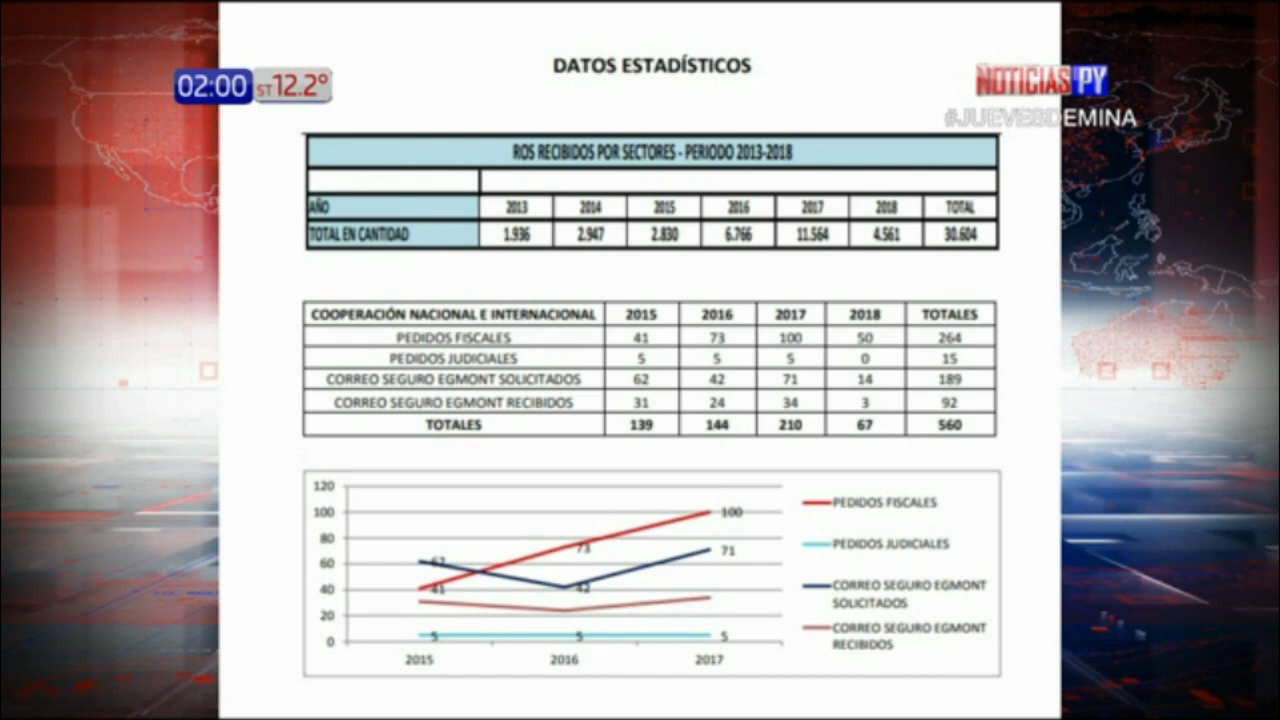 DATOS ESTADÍSTICOS
02:00 ST 12.2°
NOTICIAS PY
#JUEVESDEMINA
ROS RECIBIDOS POR SECTORES - PERIODO 2013-2018
AÑO 2013 2014 2015 2016 2017 2018 TOTAL
TOTAL EN CANTIDAD 1.936 2.947 2.830 6.766 11.564 4.561 30.604
COOPERACIÓN NACIONAL E INTERNACIONAL 2015 2016 2017 2018 TOTALES
PEDIDOS FISCALES 41 73 100 50 264
PEDIDOS JUDICIALES 5 5 5 0 15
CORREO SEGURO EGMONT SOLICITADOS 62 42 71 14 189
CORREO SEGURO EGMONT RECIBIDOS 31 24 34 3 92
TOTALES 139 144 210 67 560
120
100
80
60
40
20
0
62
41
5
73
42
5
100
71
5
2015 2016 2017
PEDIDOS FISCALES
PEDIDOS JUDICIALES
CORREO SEGURO EGMONT
SOLICITADOS
CORREO SEGURO EGMONT
RECIBIDOS